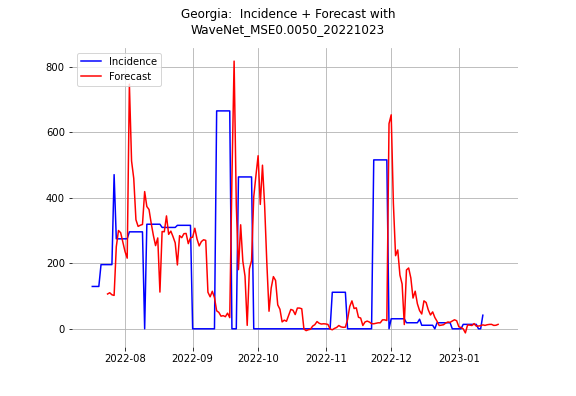 Georgia:  Incidence + Forecast with
WaveNet_MSE0.0050_20221023
Incidence
Forecast
800
600
400
200
0
2022-08 2022-09 2022-10 2022-11 2022-12 2023-01